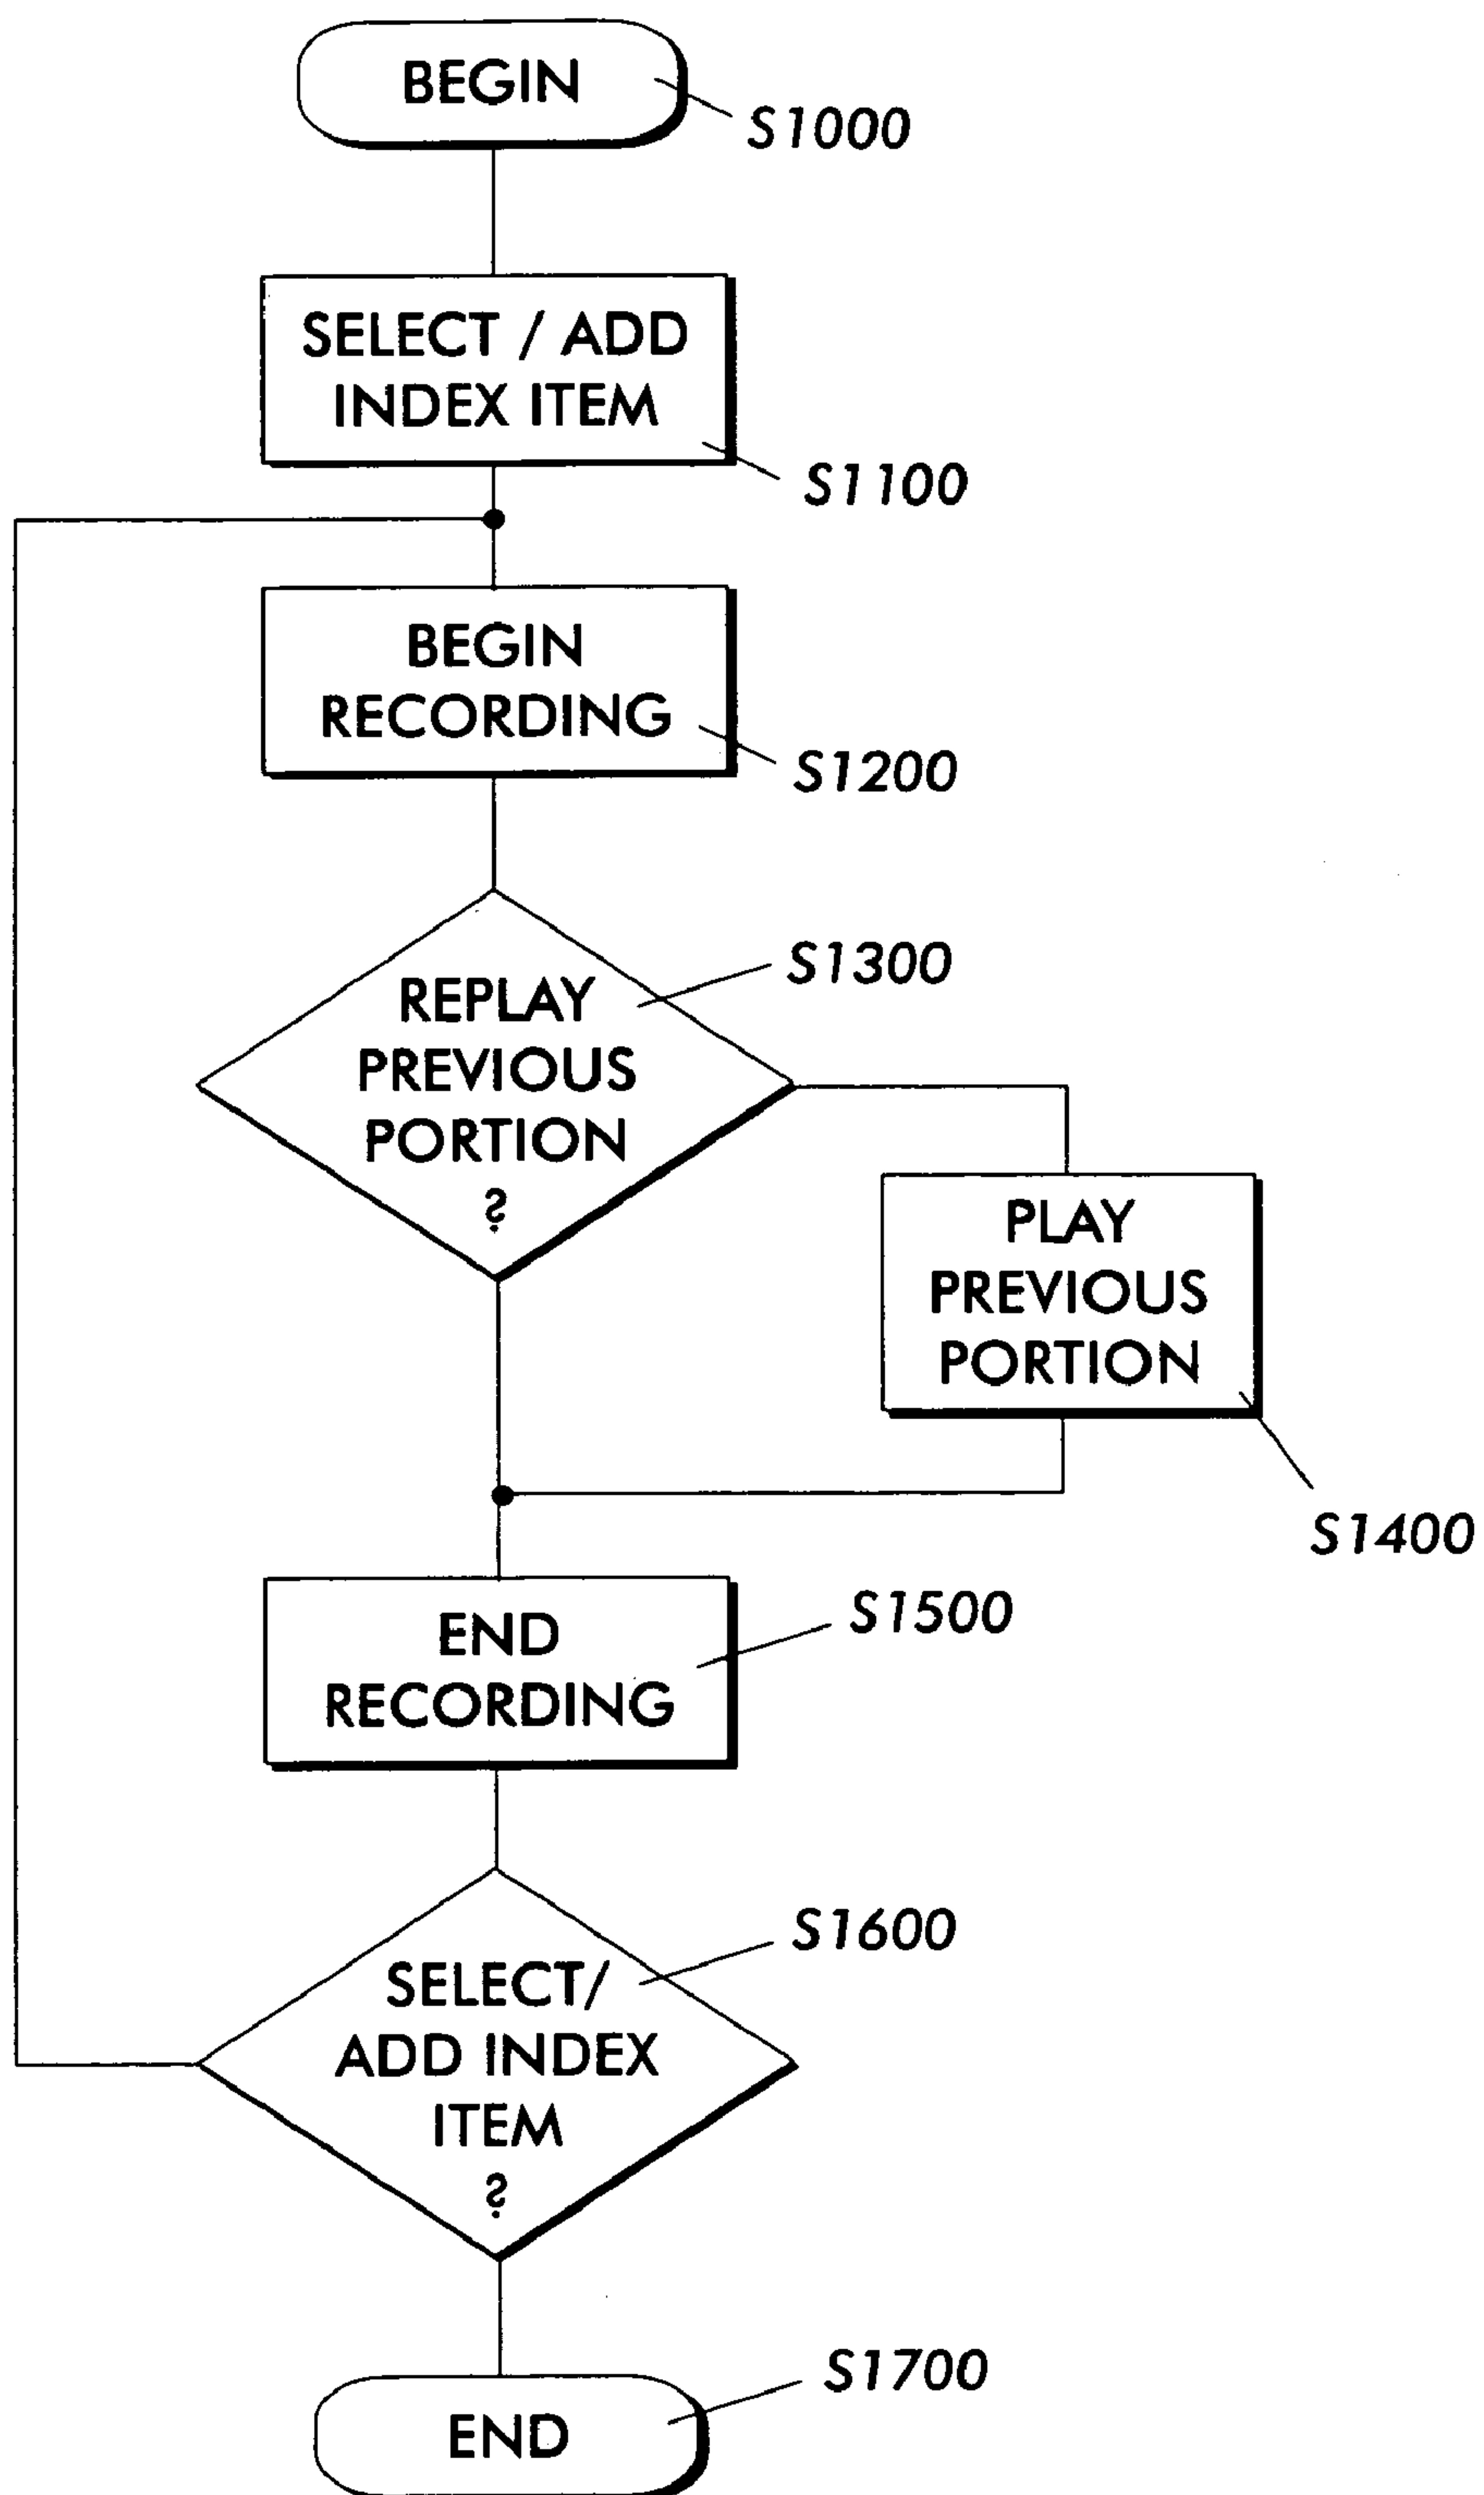 BEGIN
S1000
SELECT / ADD
INDEX ITEM
S1100
BEGIN
RECORDING
S1200
REPLAY
PREVIOUS
PORTION
?
S1300
PLAY
PREVIOUS
PORTION
S1400
END
RECORDING
S1500
SELECT/
ADD INDEX
ITEM
?
S1600
END
S1700